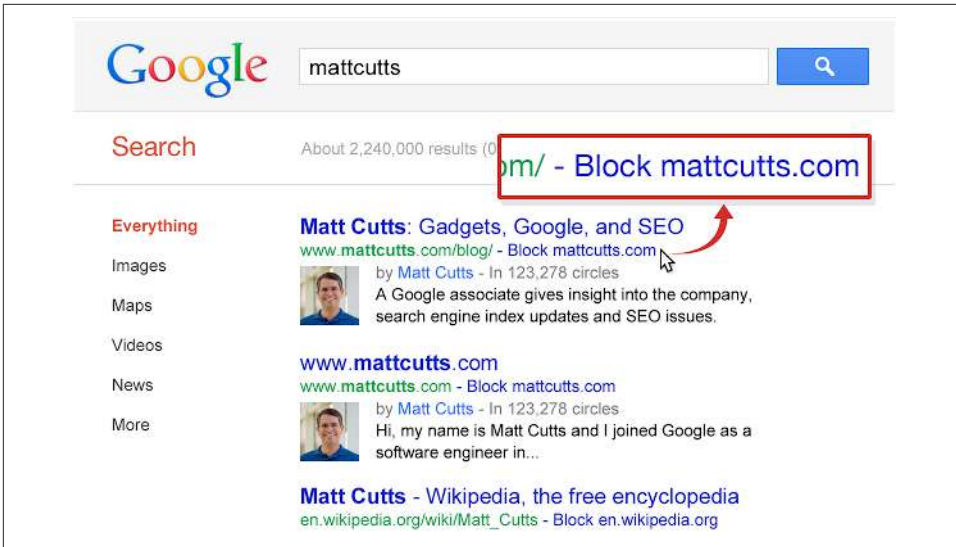 Google
mattcutts
Search
About 2,240,000 results (0
om/ - Block mattcutts.com
Everything
Images
Maps
Videos
News
More
Matt Cutts: Gadgets, Google, and SEO
www.mattcutts.com/blog/ - Block mattcutts.com
by Matt Cutts - In 123,278 circles
A Google associate gives insight into the company,
search engine index updates and SEO issues.
www.mattcutts.com
www.mattcutts.com - Block mattcutts.com
by Matt Cutts - In 123,278 circles
Hi, my name is Matt Cutts and I joined Google as a
software engineer in...
Matt Cutts - Wikipedia, the free encyclopedia
en.wikipedia.org/wiki/Matt_Cutts - Block en.wikipedia.org